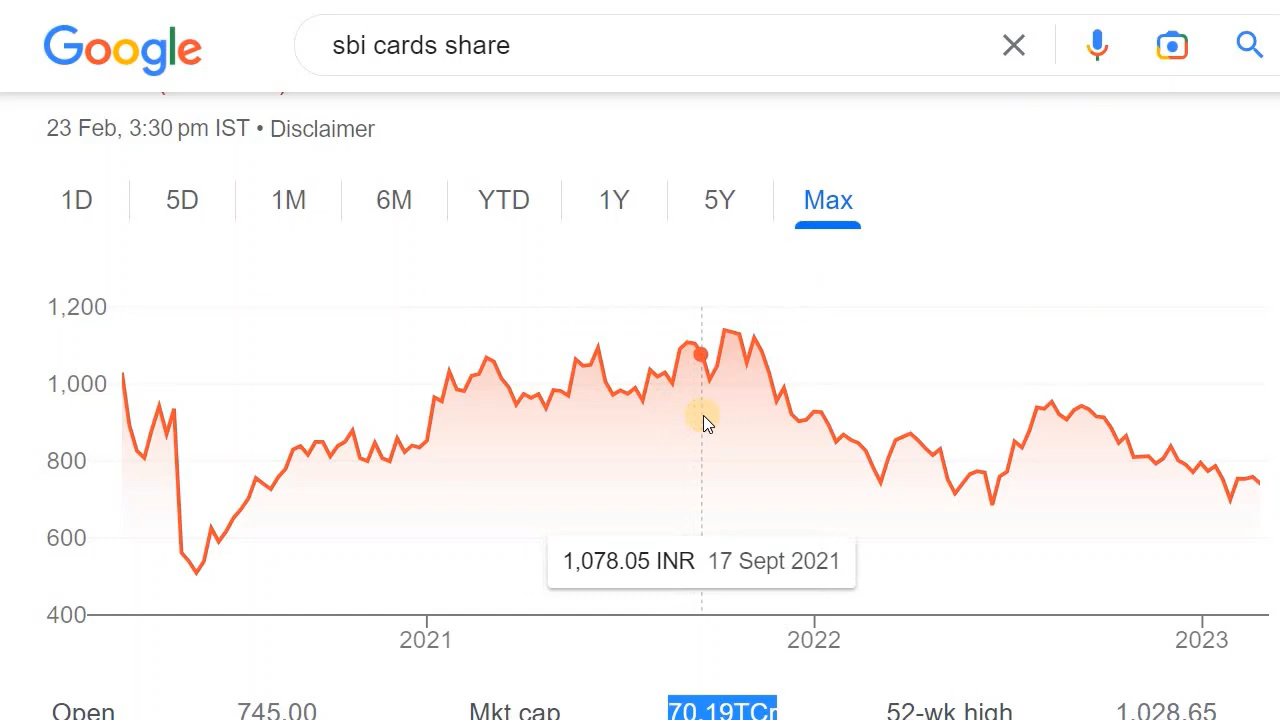 Google
sbi cards share
23 Feb, 3:30 pm IST • Disclaimer
1D 5D 1M 6M YTD 1Y 5Y Max
1,200
1,000
800
600
400
1,078.05 INR 17 Sept 2021
2021 2022 2023
Open 745.00 Mkt cap 70.19TCr 52-wk high 1,028.65